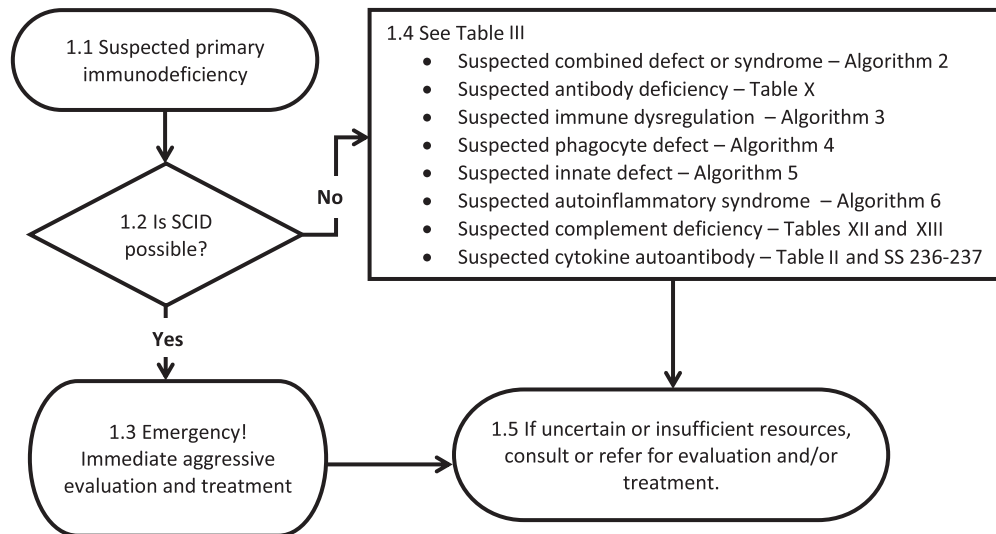 1.1 Suspected primary
immunodeficiency
1.2 Is SCID
possible?
No
Yes
1.3 Emergency!
Immediate aggressive
evaluation and treatment
1.4 See Table III
• Suspected combined defect or syndrome – Algorithm 2
• Suspected antibody deficiency – Table X
• Suspected immune dysregulation – Algorithm 3
• Suspected phagocyte defect – Algorithm 4
• Suspected innate defect – Algorithm 5
• Suspected autoinflammatory syndrome – Algorithm 6
• Suspected complement deficiency – Tables XII and XIII
• Suspected cytokine autoantibody – Table II and SS 236-237
1.5 If uncertain or insufficient resources,
consult or refer for evaluation and/or
treatment.